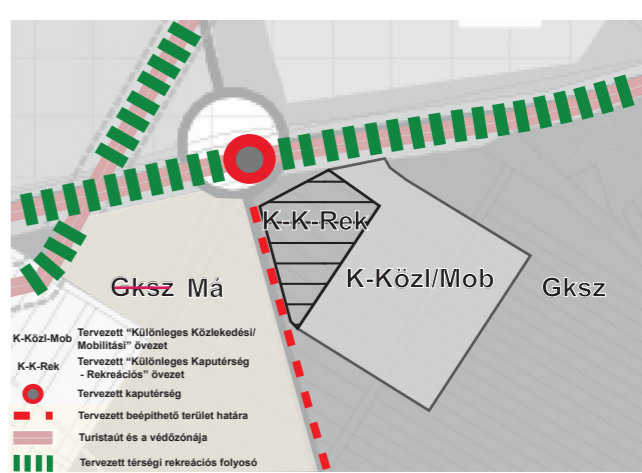 K-K-Rek
K-Közl/Mob
Gksz
Gksz Má
K-Közl-Mob Tervezett “Különleges Közlekedési/
Mobilitási” övezet
K-K-Rek Tervezett “Különleges Kaputérség
- Rekreációs” övezet
Tervezett kaputérség
Tervezett beépíthető terület határa
Turistaút és a védőzónája
Tervezett térségi rekreációs folyosó